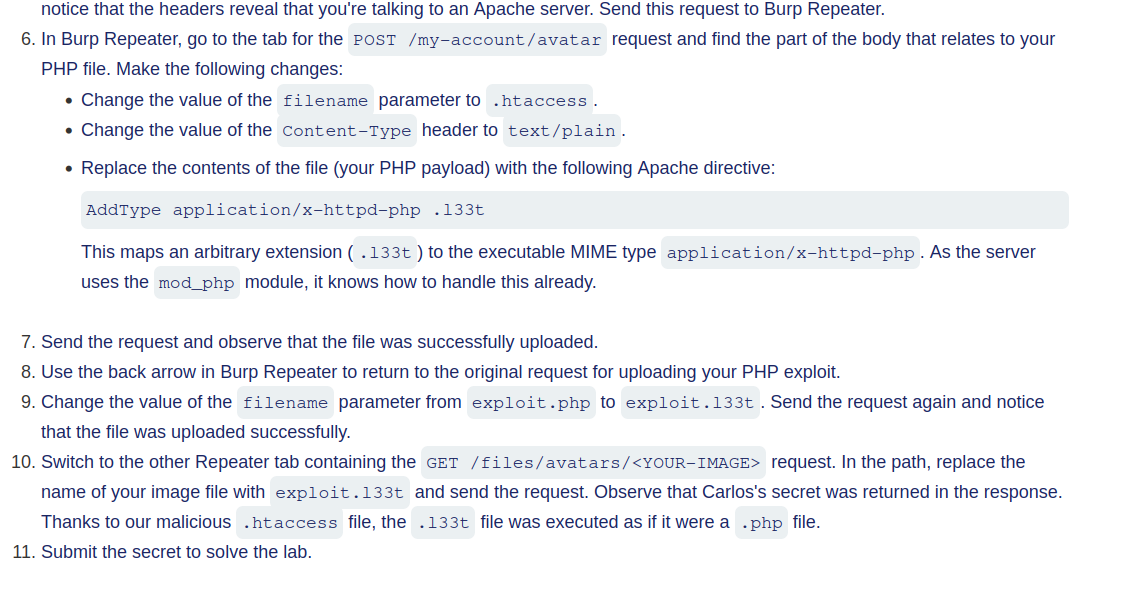 notice that the headers reveal that you're talking to an Apache server. Send this request to Burp Repeater.
6. In Burp Repeater, go to the tab for the POST /my-account/avatar request and find the part of the body that relates to your
PHP file. Make the following changes:
• Change the value of the filename parameter to .htaccess.
• Change the value of the Content-Type header to text/plain.
• Replace the contents of the file (your PHP payload) with the following Apache directive:
AddType application/x-httpd-php .l33t
This maps an arbitrary extension (.l33t) to the executable MIME type application/x-httpd-php. As the server
uses the mod_php module, it knows how to handle this already.
7. Send the request and observe that the file was successfully uploaded.
8. Use the back arrow in Burp Repeater to return to the original request for uploading your PHP exploit.
9. Change the value of the filename parameter from exploit.php to exploit.l33t. Send the request again and notice
that the file was uploaded successfully.
10. Switch to the other Repeater tab containing the GET /files/avatars/<YOUR-IMAGE> request. In the path, replace the
name of your image file with exploit.l33t and send the request. Observe that Carlos's secret was returned in the response.
Thanks to our malicious .htaccess file, the .l33t file was executed as if it were a .php file.
11. Submit the secret to solve the lab.